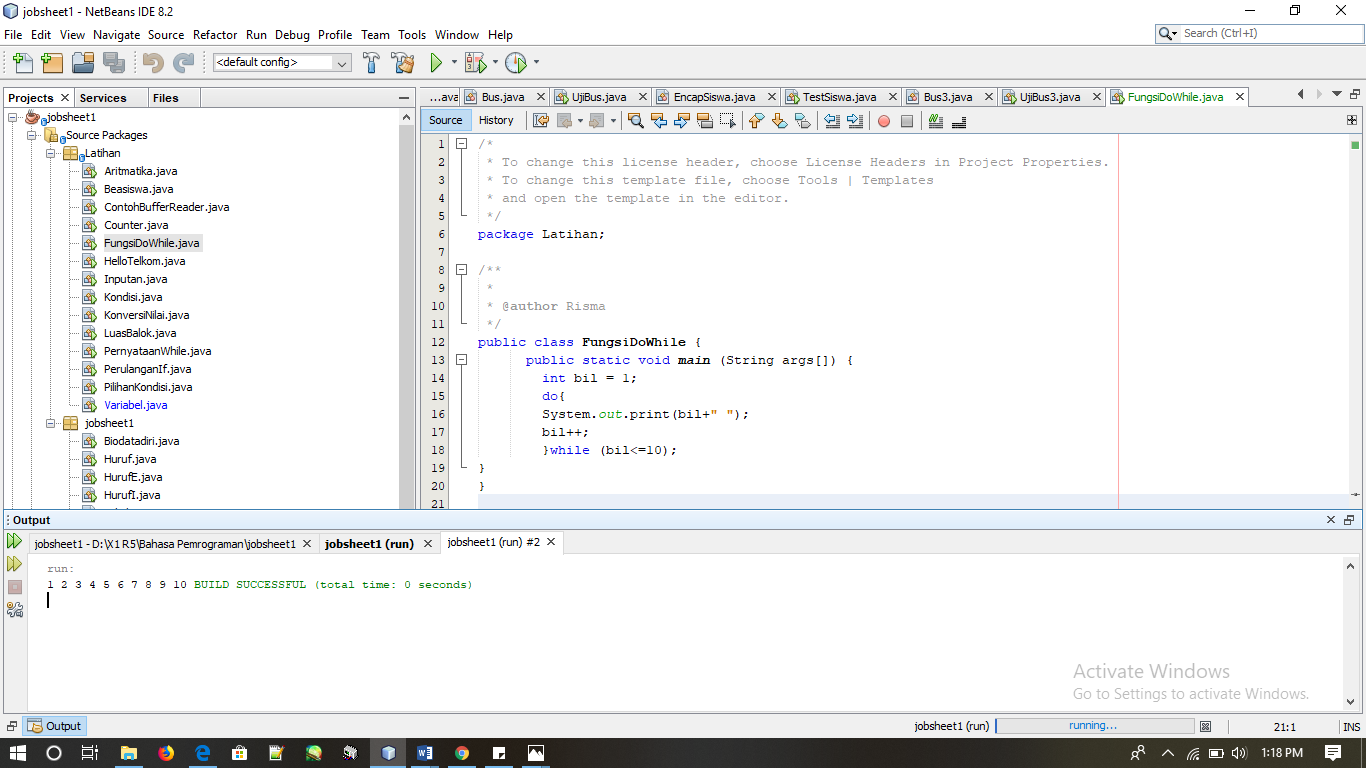 jobsheet1 - NetBeans IDE 8.2
File Edit View Navigate Source Refactor Run Debug Profile Team Tools Window Help
Search (Ctrl+I)
<default config>
Projects Services Files
jobsheet1
Source Packages
Latihan
Aritmatika.java
Beasiswa.java
ContohBufferReader.java
Counter.java
FungsiDoWhile.java
HelloTelkom.java
Inputan.java
Kondisi.java
KonversiNilai.java
LuasBalok.java
PernyataanWhile.java
PerulanganIf.java
PilihanKondisi.java
Variabel.java
jobsheet1
Biodatadiri.java
Huruf.java
HurufE.java
HurufI.java
...ava Bus.java UjiBus.java EncapSiswa.java TestSiswa.java Bus3.java UjiBus3.java FungsiDoWhile.java
Source History
1 /*
2 * To change this license header, choose License Headers in Project Properties.
3 * To change this template file, choose Tools | Templates
4 * and open the template in the editor.
5 */
6 package Latihan;
7
8 /**
9 *
10 * @author Risma
11 */
12 public class FungsiDoWhile {
13 public static void main (String args[]) {
14 int bil = 1;
15 do{
16 System.out.print(bil+" ");
17 bil++;
18 }while (bil<=10);
19 }
20 }
21
Output
jobsheet1 - D:\X1 R5\Bahasa Pemrograman\jobsheet1 jobsheet1 (run) jobsheet1 (run) #2
run:
1 2 3 4 5 6 7 8 9 10 BUILD SUCCESSFUL (total time: 0 seconds)
Activate Windows
Go to Settings to activate Windows.
Output
jobsheet1 (run) running... 21:1 INS
1:18 PM